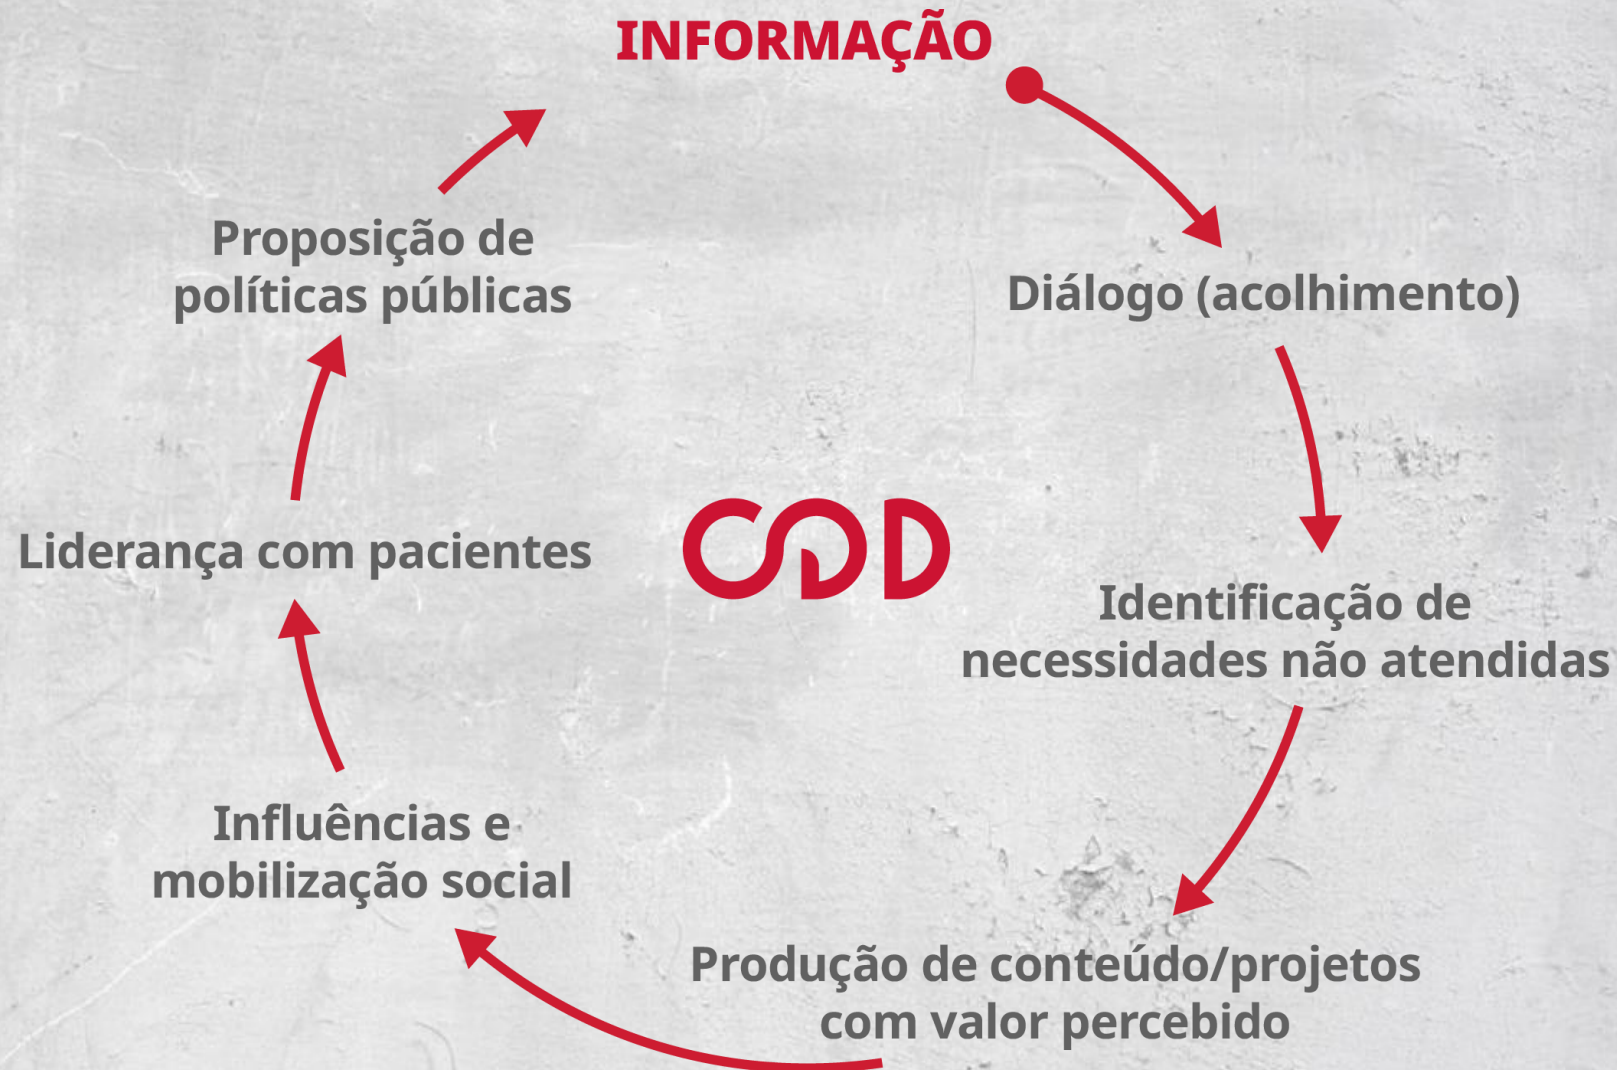 INFORMAÇÃO
Diálogo (acolhimento)
Identificação de
necessidades não atendidas
Produção de conteúdo/projetos
com valor percebido
Influências e
mobilização social
Liderança com pacientes
Proposição de
políticas públicas
CDD